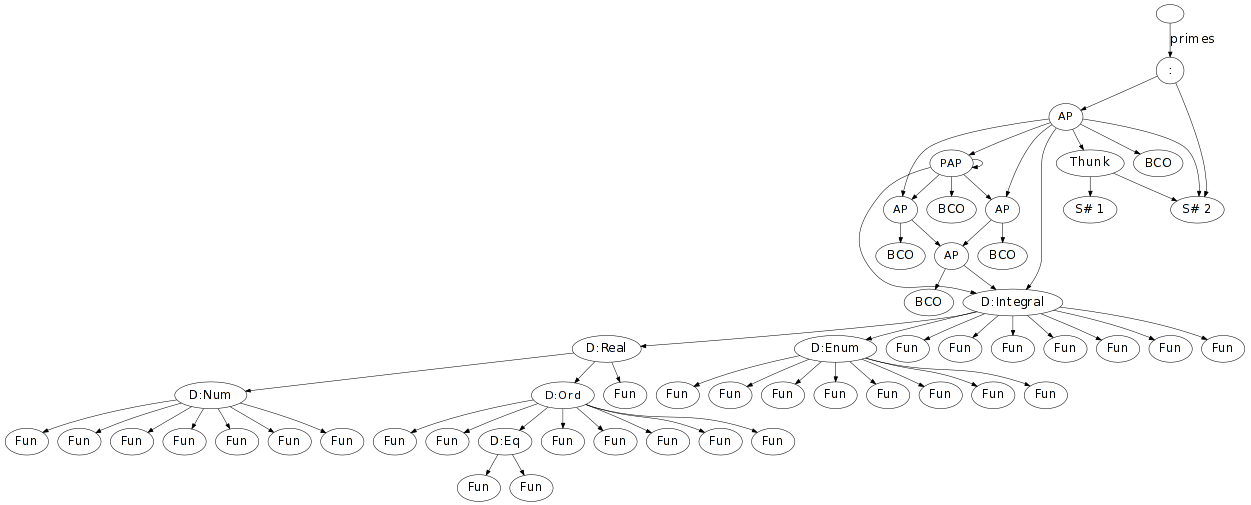 primes
:
AP
PAP Thunk BCO
AP BCO AP S# 1 S# 2
BCO AP BCO
BCO D:Integral
D:Real D:Enum Fun Fun Fun Fun Fun Fun Fun
D:Num D:Ord Fun Fun Fun Fun Fun Fun Fun Fun Fun
Fun Fun Fun Fun Fun Fun Fun Fun Fun D:Eq Fun Fun Fun Fun Fun
Fun Fun